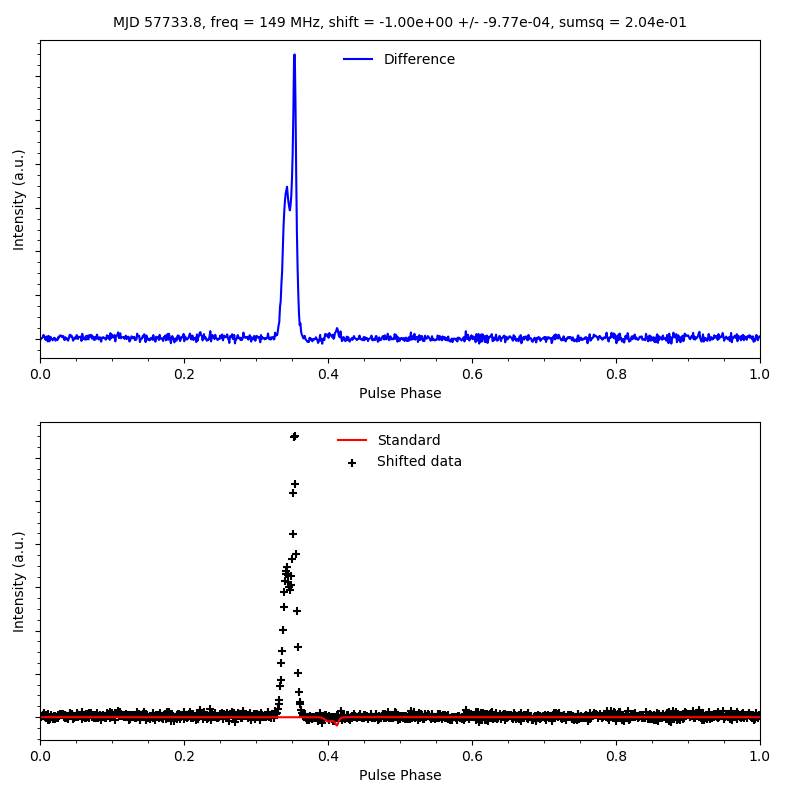 MJD 57733.8, freq = 149 MHz, shift = -1.00e+00 +/- -9.77e-04, sumsq = 2.04e-01
Difference
Intensity (a.u.)
0.0 0.2 0.4 0.6 0.8 1.0
Pulse Phase
Standard
Shifted data
Intensity (a.u.)
0.0 0.2 0.4 0.6 0.8 1.0
Pulse Phase